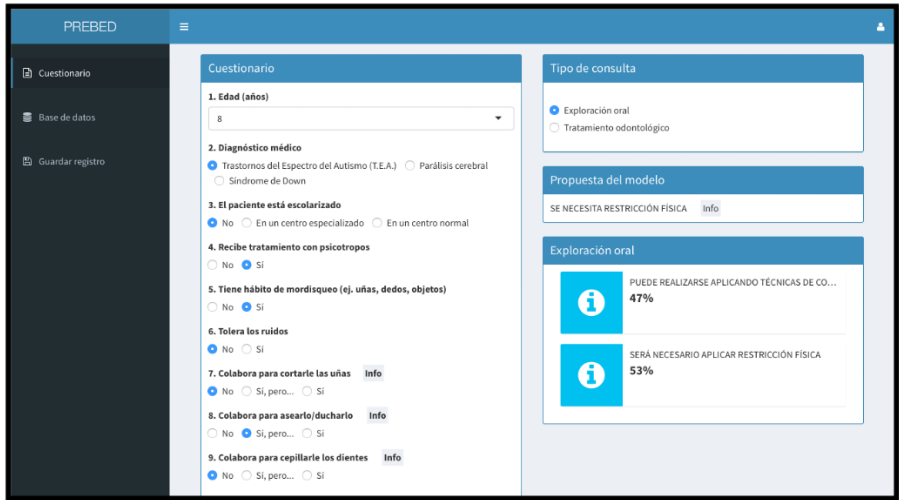 PREBED
Cuestionario
Base de datos
Guardar registro
Cuestionario
1. Edad (años)
8
2. Diagnóstico médico
Trastornos del Espectro del Autismo (T.E.A.) Parálisis cerebral
Síndrome de Down
3. El paciente está escolarizado
No En un centro especializado En un centro normal
4. Recibe tratamiento con psicotropos
No Sí
5. Tiene hábito de mordisqueo (ej. uñas, dedos, objetos)
No Sí
6. Tolera los ruidos
No Sí
7. Colabora para cortarle las uñas Info
No Sí, pero... Sí
8. Colabora para asearlo/ducharlo Info
No Sí, pero... Sí
9. Colabora para cepillarle los dientes Info
No Sí, pero... Sí
Tipo de consulta
Exploración oral
Tratamiento odontológico
Propuesta del modelo
SE NECESITA RESTRICCIÓN FÍSICA Info
Exploración oral
PUEDE REALIZARSE APLICANDO TÉCNICAS DE CO...
47%
SERÁ NECESARIO APLICAR RESTRICCIÓN FÍSICA
53%